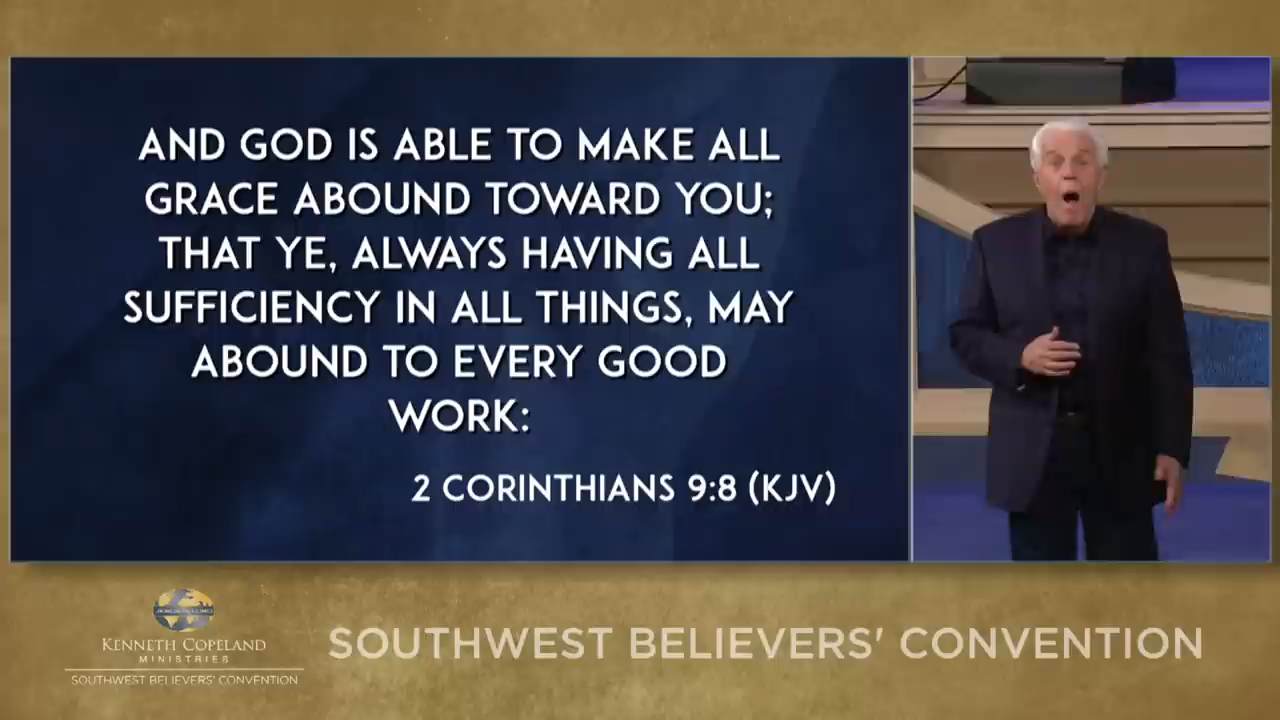 AND GOD IS ABLE TO MAKE ALL
GRACE ABOUND TOWARD YOU;
THAT YE, ALWAYS HAVING ALL
SUFFICIENCY IN ALL THINGS, MAY
ABOUND TO EVERY GOOD
WORK:
2 CORINTHIANS 9:8 (KJV)
KENNETH COPELAND
MINISTRIES
SOUTHWEST BELIEVERS' CONVENTION
SOUTHWEST BELIEVERS' CONVENTION